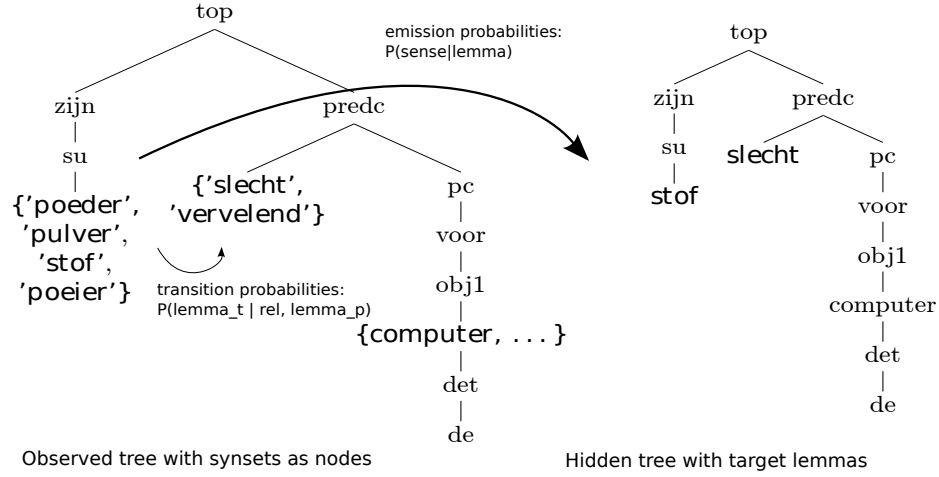 top
zijn
predc
su
{'poeder',
'pulver',
'stof',
'poeier'}
{'slecht',
'vervelend'}
pc
voor
obj1
{computer, ... }
det
de
emission probabilities:
P(sense|lemma)
transition probabilities:
P(lemma_t | rel, lemma_p)
Observed tree with synsets as nodes
top
zijn
predc
su
stof
slecht
pc
voor
obj1
computer
det
de
Hidden tree with target lemmas